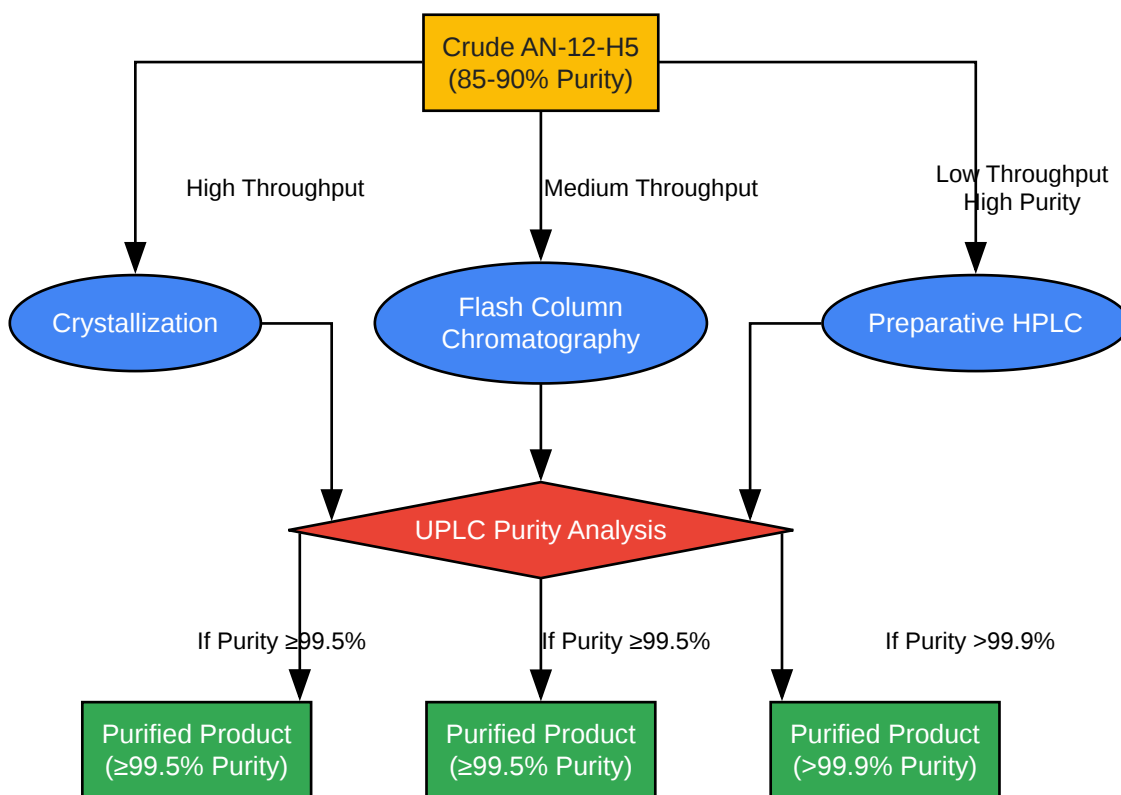 Crude AN-12-H5
(85-90% Purity)
High Throughput
Medium Throughput
Low Throughput
High Purity
Crystallization
Flash Column
Chromatography
Preparative HPLC
UPLC Purity Analysis
If Purity ≥99.5%
If Purity ≥99.5%
If Purity >99.9%
Purified Product
(≥99.5% Purity)
Purified Product
(≥99.5% Purity)
Purified Product
(>99.9% Purity)